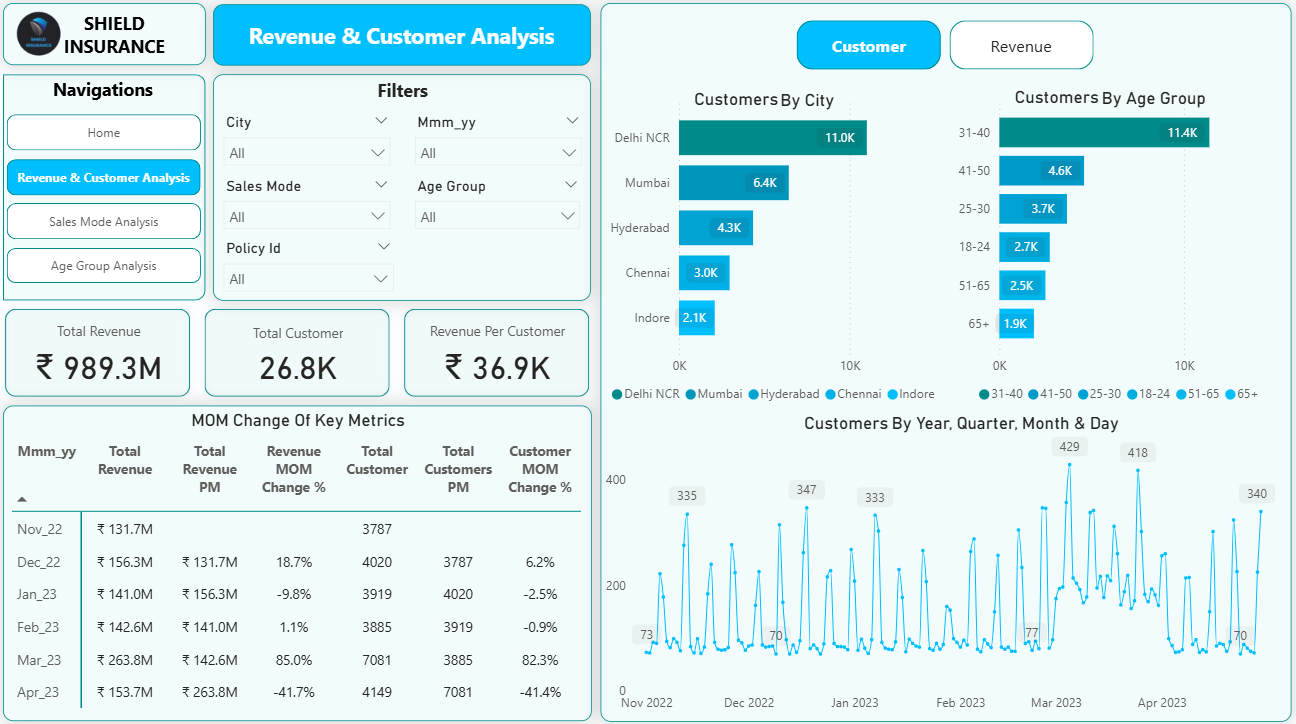 SHIELD
INSURANCE
Revenue & Customer Analysis
Navigations
Home
Revenue & Customer Analysis
Sales Mode Analysis
Age Group Analysis
Filters
City
All
Mmm_yy
All
Sales Mode
All
Age Group
All
Policy Id
All
Total Revenue
₹ 989.3M
Total Customer
26.8K
Revenue Per Customer
₹ 36.9K
MOM Change Of Key Metrics
Mmm_yy Total Revenue Total Revenue PM Revenue MOM Change % Total Customer Total Customers PM Customer MOM Change %
Nov_22 ₹ 131.7M 3787
Dec_22 ₹ 156.3M ₹ 131.7M 18.7% 4020 3787 6.2%
Jan_23 ₹ 141.0M ₹ 156.3M -9.8% 3919 4020 -2.5%
Feb_23 ₹ 142.6M ₹ 141.0M 1.1% 3885 3919 -0.9%
Mar_23 ₹ 263.8M ₹ 142.6M 85.0% 7081 3885 82.3%
Apr_23 ₹ 153.7M ₹ 263.8M -41.7% 4149 7081 -41.4%
Customer
Revenue
Customers By City
Delhi NCR 11.0K
Mumbai 6.4K
Hyderabad 4.3K
Chennai 3.0K
Indore 2.1K
0K 10K
Delhi NCR Mumbai Hyderabad Chennai Indore
Customers By Age Group
31-40 11.4K
41-50 4.6K
25-30 3.7K
18-24 2.7K
51-65 2.5K
65+ 1.9K
0K 10K
31-40 41-50 25-30 18-24 51-65 65+
Customers By Year, Quarter, Month & Day
400
200
0
73 335 70 347 333 77 429 418 70 340
Nov 2022 Dec 2022 Jan 2023 Feb 2023 Mar 2023 Apr 2023